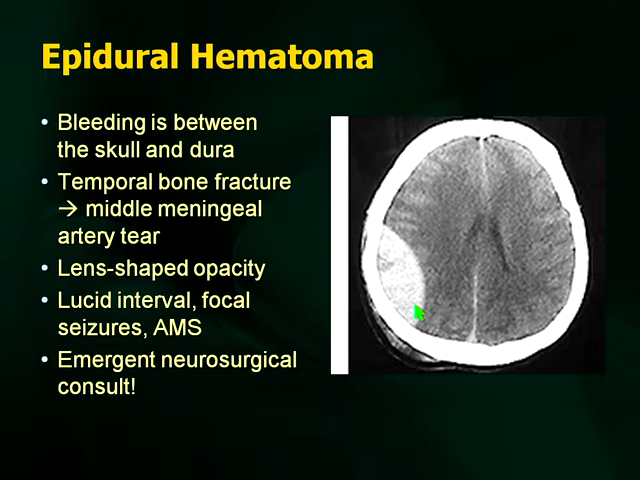 Epidural Hematoma
• Bleeding is between
the skull and dura
• Temporal bone fracture
→ middle meningeal
artery tear
• Lens-shaped opacity
• Lucid interval, focal
seizures, AMS
• Emergent neurosurgical
consult!